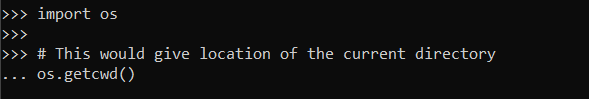 >>> import os
>>>
>>> # This would give location of the current directory
... os.getcwd()